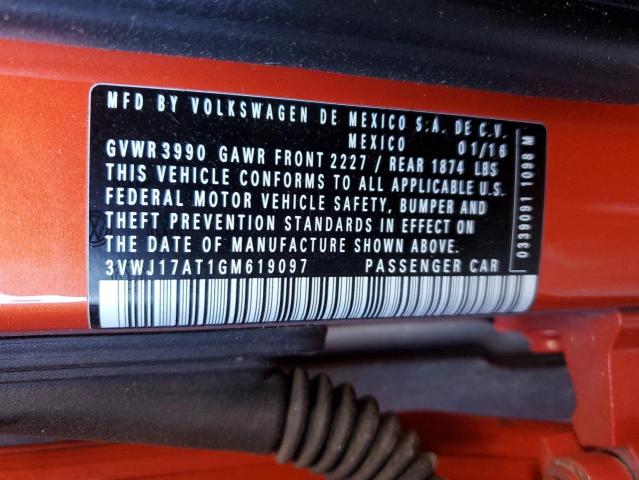 MFD BY VOLKSWAGEN DE MEXICO S.A. DE C.V.
MEXICO 01/16
GVWR 3990 GAWR FRONT 2227 / REAR 1874 LBS
THIS VEHICLE CONFORMS TO ALL APPLICABLE U.S.
FEDERAL MOTOR VEHICLE SAFETY, BUMPER AND
THEFT PREVENTION STANDARDS IN EFFECT ON
THE DATE OF MANUFACTURE SHOWN ABOVE.
3VWJ17AT1GM619097 PASSENGER CAR
0339091 1098 M